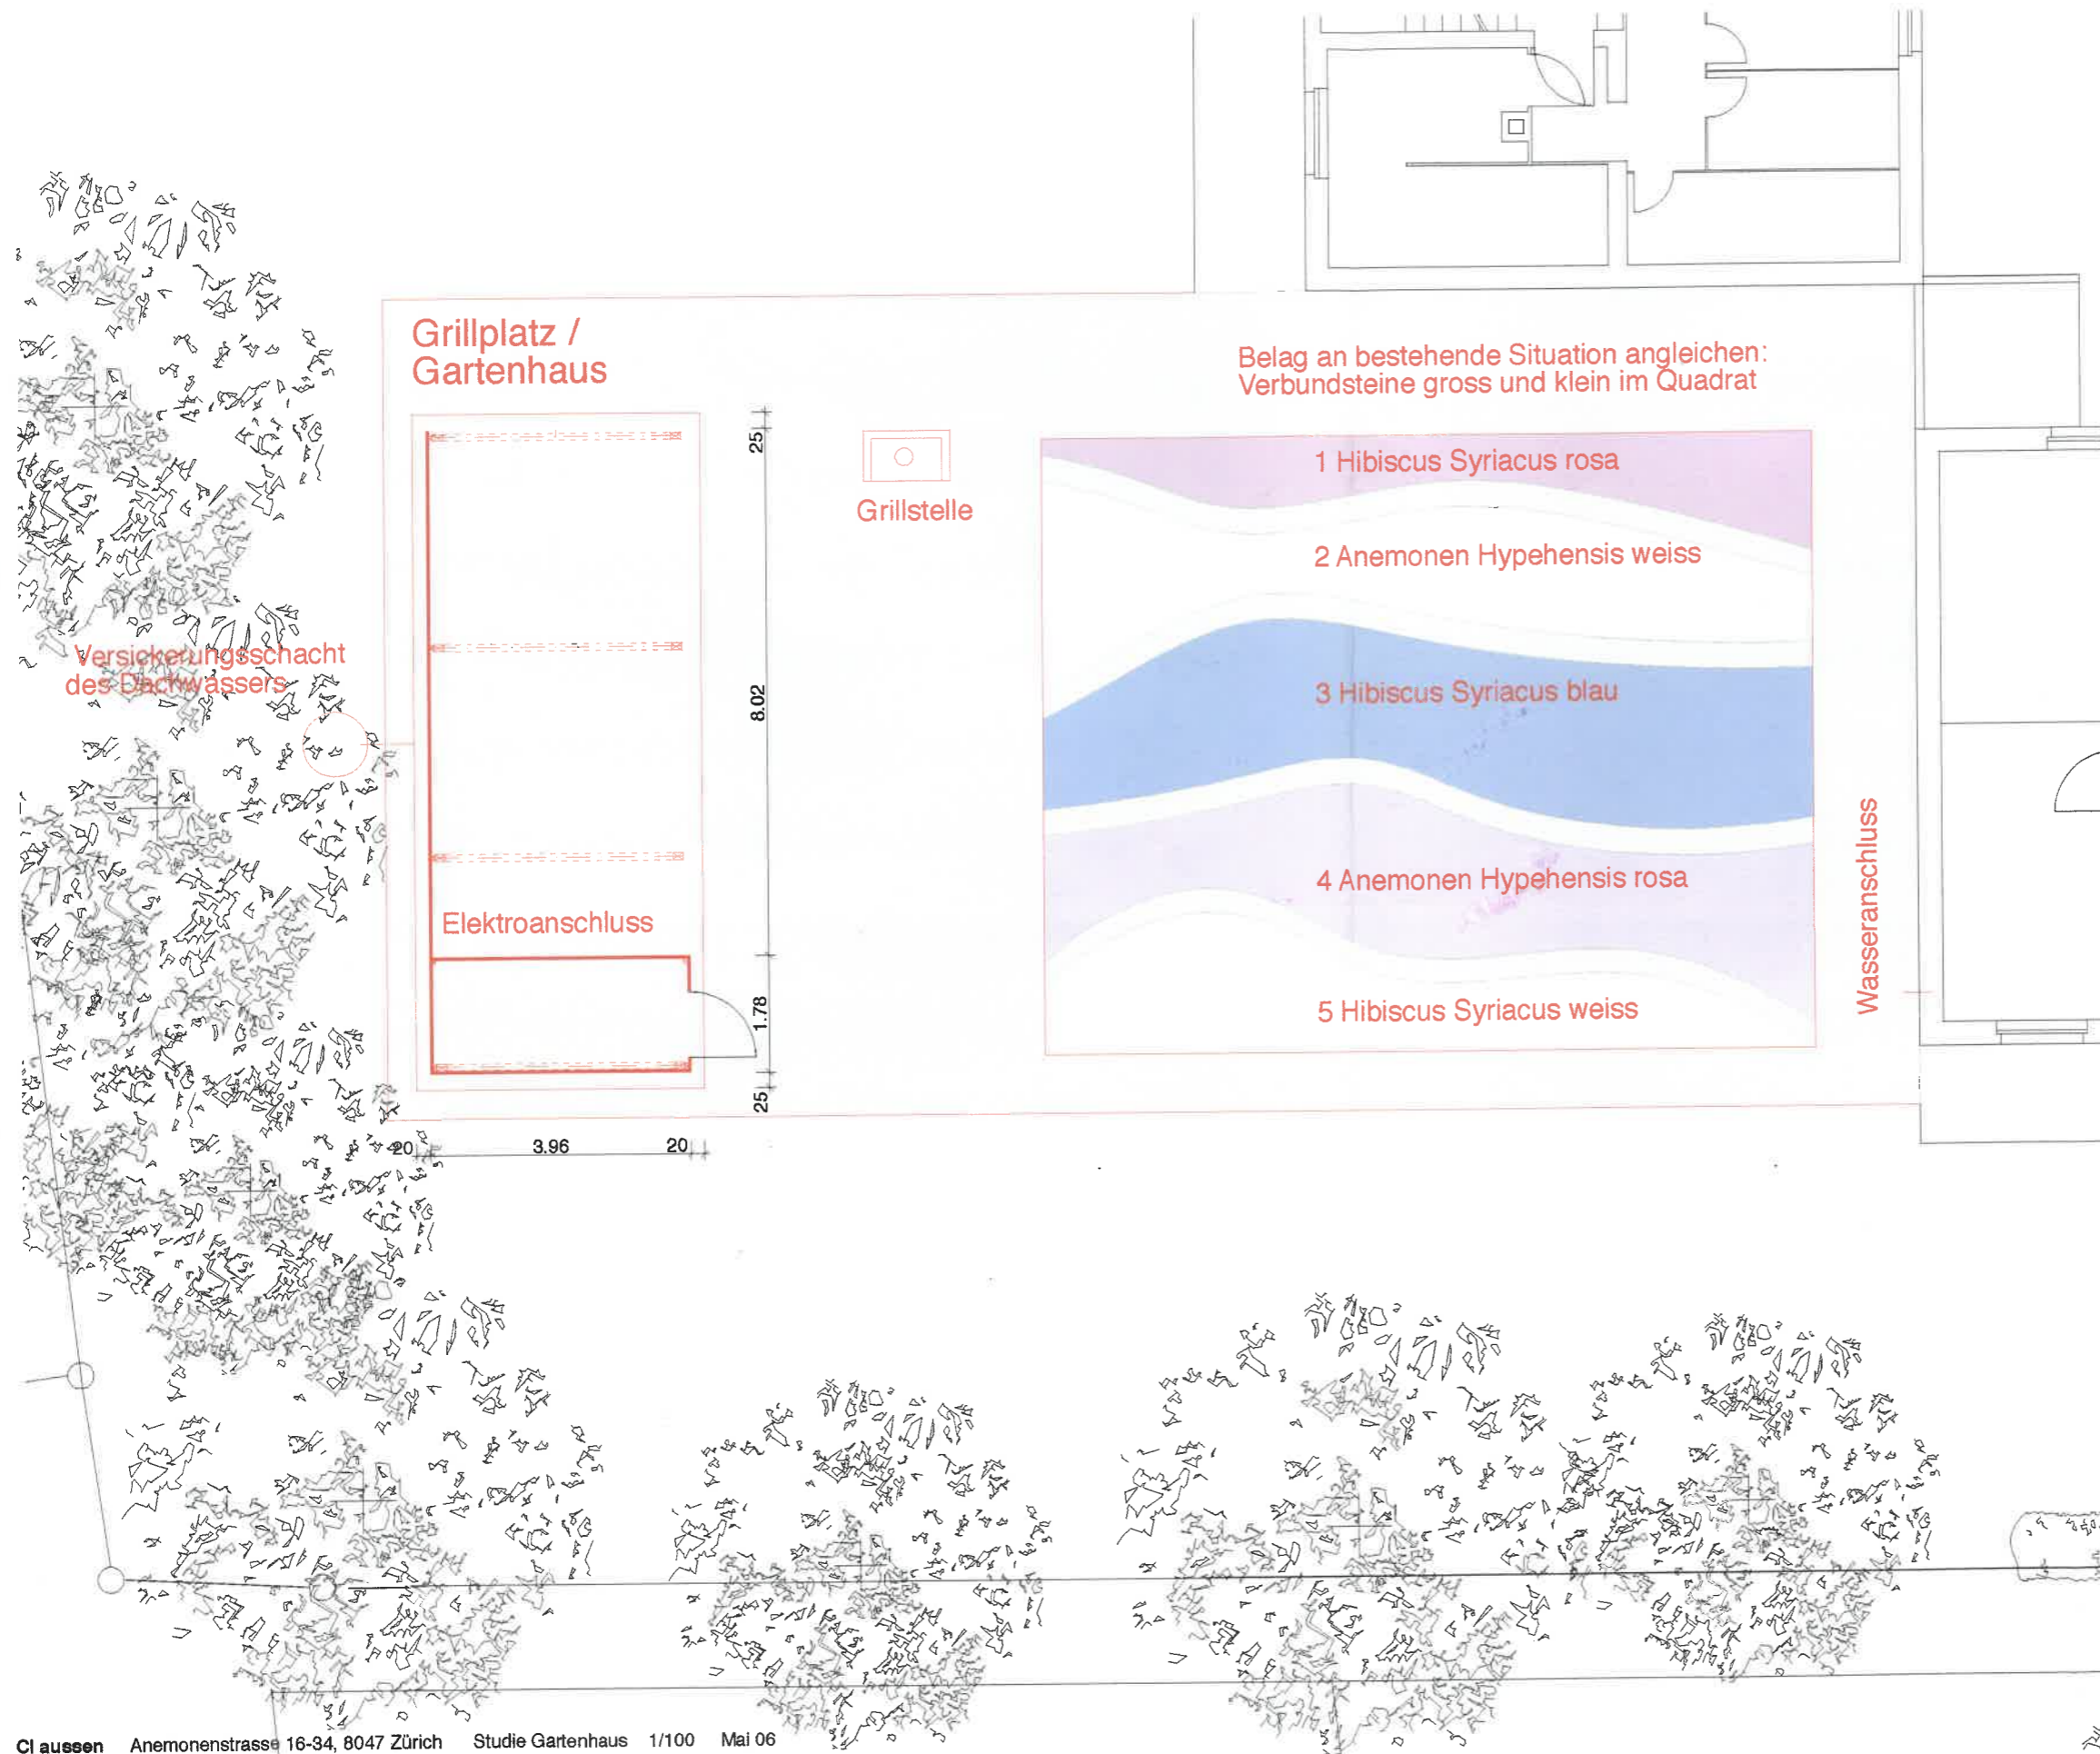 Grillplatz /
Gartenhaus
Belag an bestehende Situation angleichen:
Verbundsteine gross und klein im Quadrat
25
Grillstelle
1 Hibiscus Syriacus rosa
2 Anemonen Hypehensis weiss
Versickerungsschacht
des Dachwassers
8.02
3 Hibiscus Syriacus blau
4 Anemonen Hypehensis rosa
Wasseranschluss
Elektroanschluss
1.78
5 Hibiscus Syriacus weiss
25
20 3.96 20
CI aussen Anemonenstrasse 16-34, 8047 Zürich Studie Gartenhaus 1/100 Mai 06